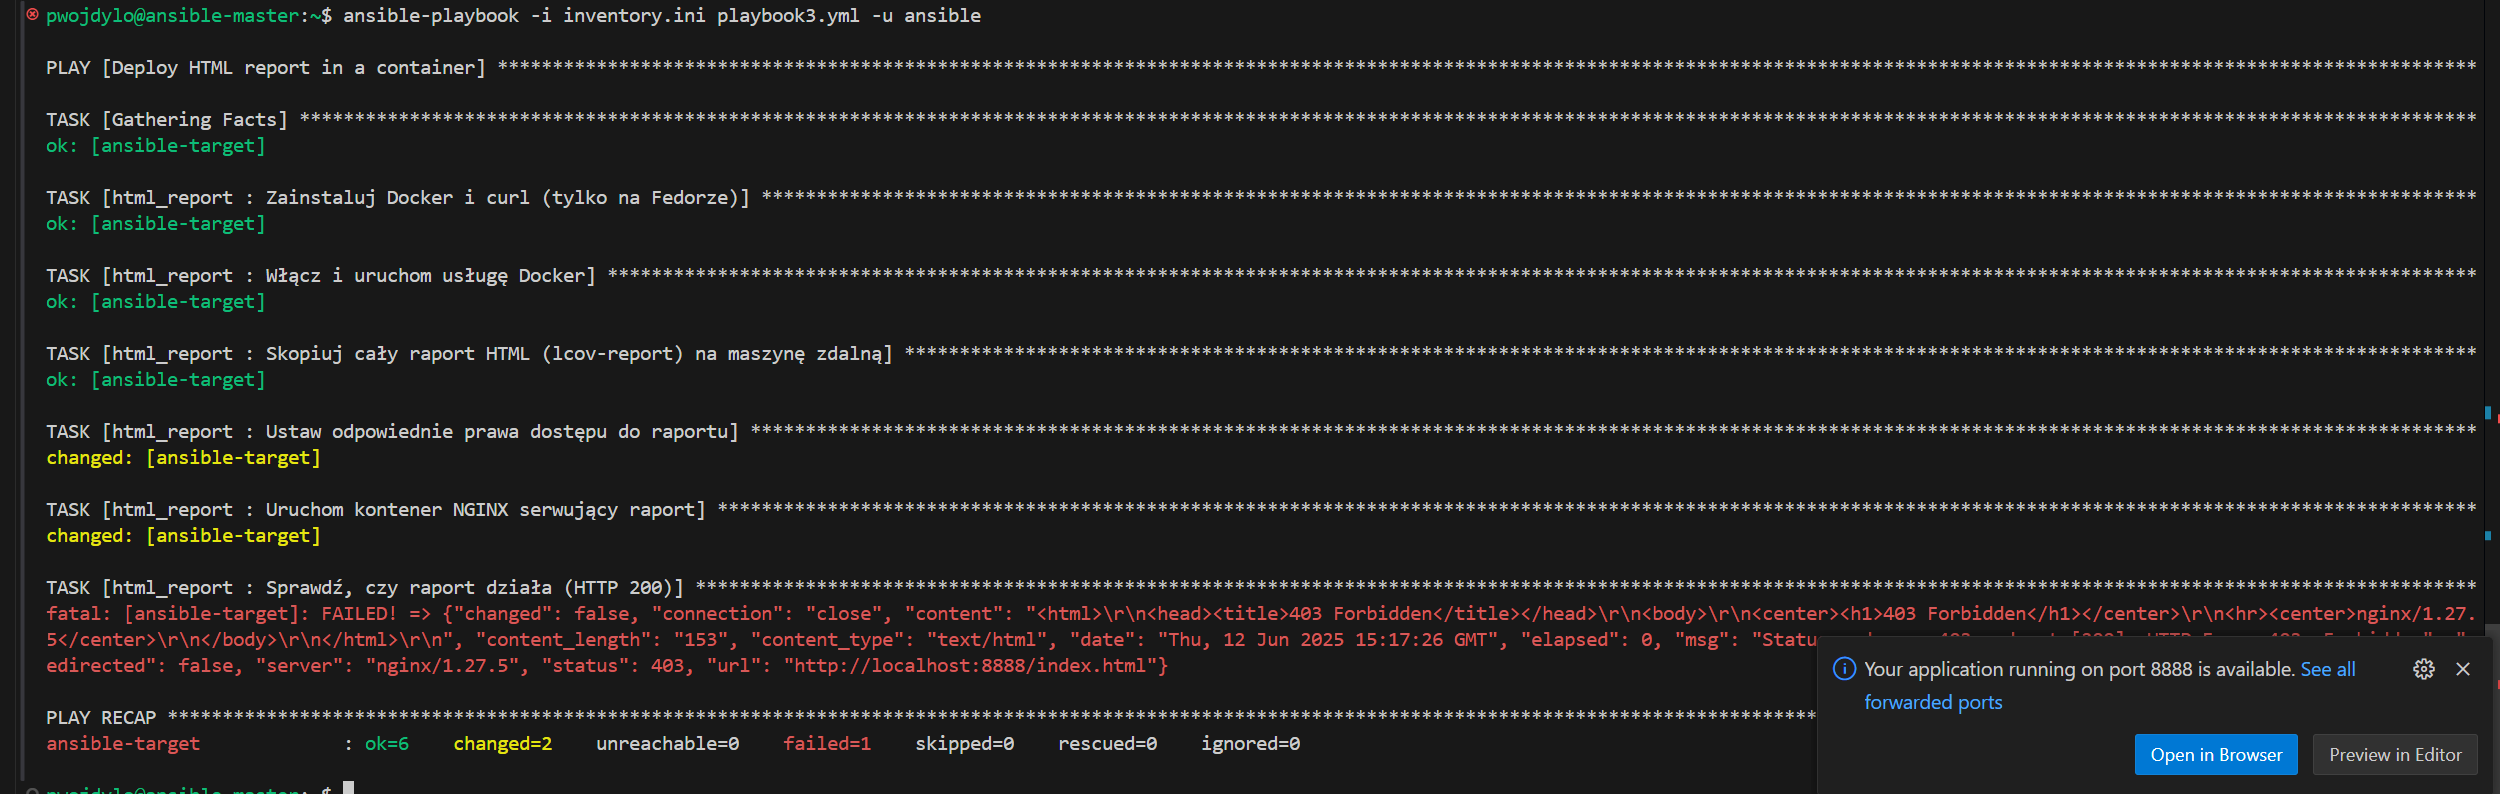 pwojdylo@ansible-master:~$ ansible-playbook -i inventory.ini playbook3.yml -u ansible
PLAY [Deploy HTML report in a container] ************************************************************************************************************************************************************************************
TASK [Gathering Facts] ******************************************************************************************************************************************************************************************************
ok: [ansible-target]
TASK [html_report : Zainstaluj Docker i curl (tylko na Fedorze)] ************************************************************************************************************************************************************
ok: [ansible-target]
TASK [html_report : Włącz i uruchom usługę Docker] **************************************************************************************************************************************************************************
ok: [ansible-target]
TASK [html_report : Skopiuj cały raport HTML (lcov-report) na maszynę zdalną] ***********************************************************************************************************************************************
ok: [ansible-target]
TASK [html_report : Ustaw odpowiednie prawa dostępu do raportu] *************************************************************************************************************************************************************
changed: [ansible-target]
TASK [html_report : Uruchom kontener NGINX serwujący raport] ****************************************************************************************************************************************************************
changed: [ansible-target]
TASK [html_report : Sprawdź, czy raport działa (HTTP 200)] ******************************************************************************************************************************************************************
fatal: [ansible-target]: FAILED! => {"changed": false, "connection": "close", "content": "<html>\r\n<head><title>403 Forbidden</title></head>\r\n<body>\r\n<center><h1>403 Forbidden</h1></center>\r\n<hr><center>nginx/1.27.
5</center>\r\n</body>\r\n</html>\r\n", "content_length": "153", "content_type": "text/html", "date": "Thu, 12 Jun 2025 15:17:26 GMT", "elapsed": 0, "msg": "Status
edirected": false, "server": "nginx/1.27.5", "status": 403, "url": "http://localhost:8888/index.html"}
PLAY RECAP ******************************************************************************************************************************************************
ansible-target             : ok=6    changed=2    unreachable=0    failed=1    skipped=0    rescued=0    ignored=0
pwojdylo@ansible-master:~$
Your application running on port 8888 is available. See all
forwarded ports
Open in Browser
Preview in Editor